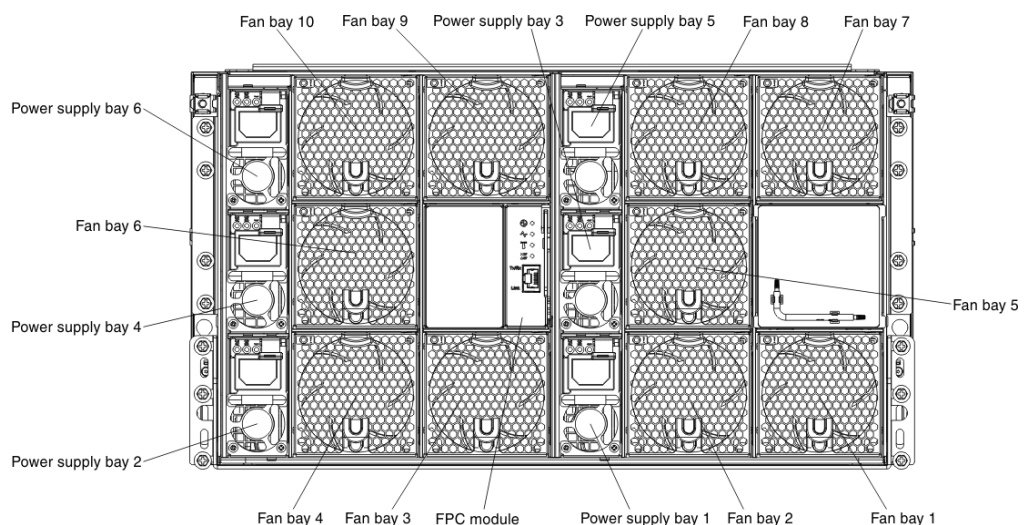 Fan bay 10
Fan bay 9
Power supply bay 3
Power supply bay 5
Fan bay 8
Fan bay 7
Power supply bay 6
Fan bay 6
Fan bay 5
Power supply bay 4
Power supply bay 2
Fan bay 4
Fan bay 3
FPC module
Power supply bay 1
Fan bay 2
Fan bay 1